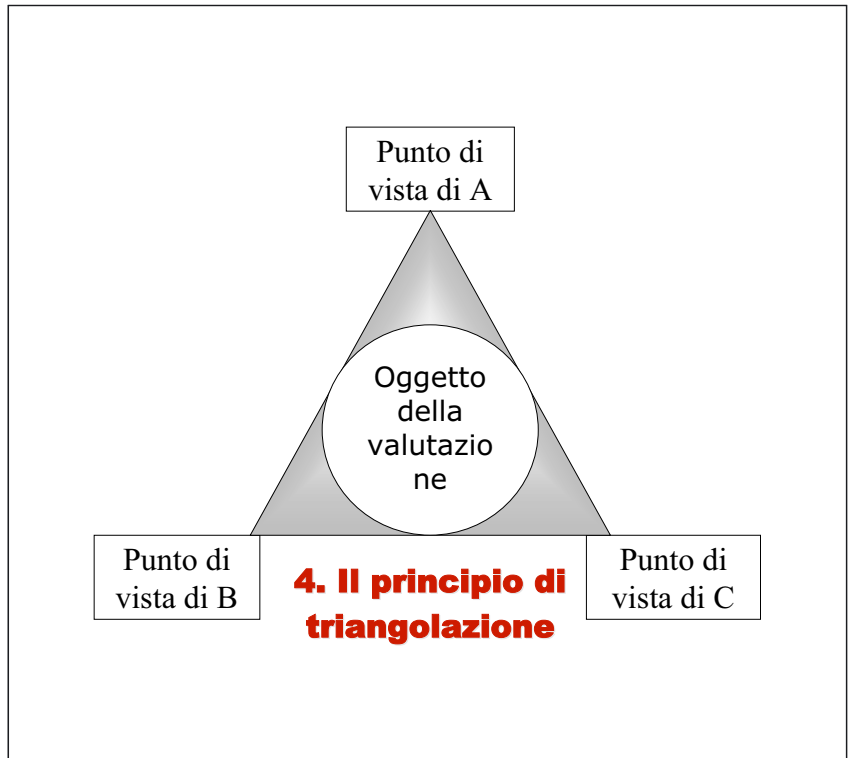 Punto di
vista di A
Oggetto
della
valutazio
ne
Punto di
vista di B
4. Il principio di
triangolazione
Punto di
vista di C